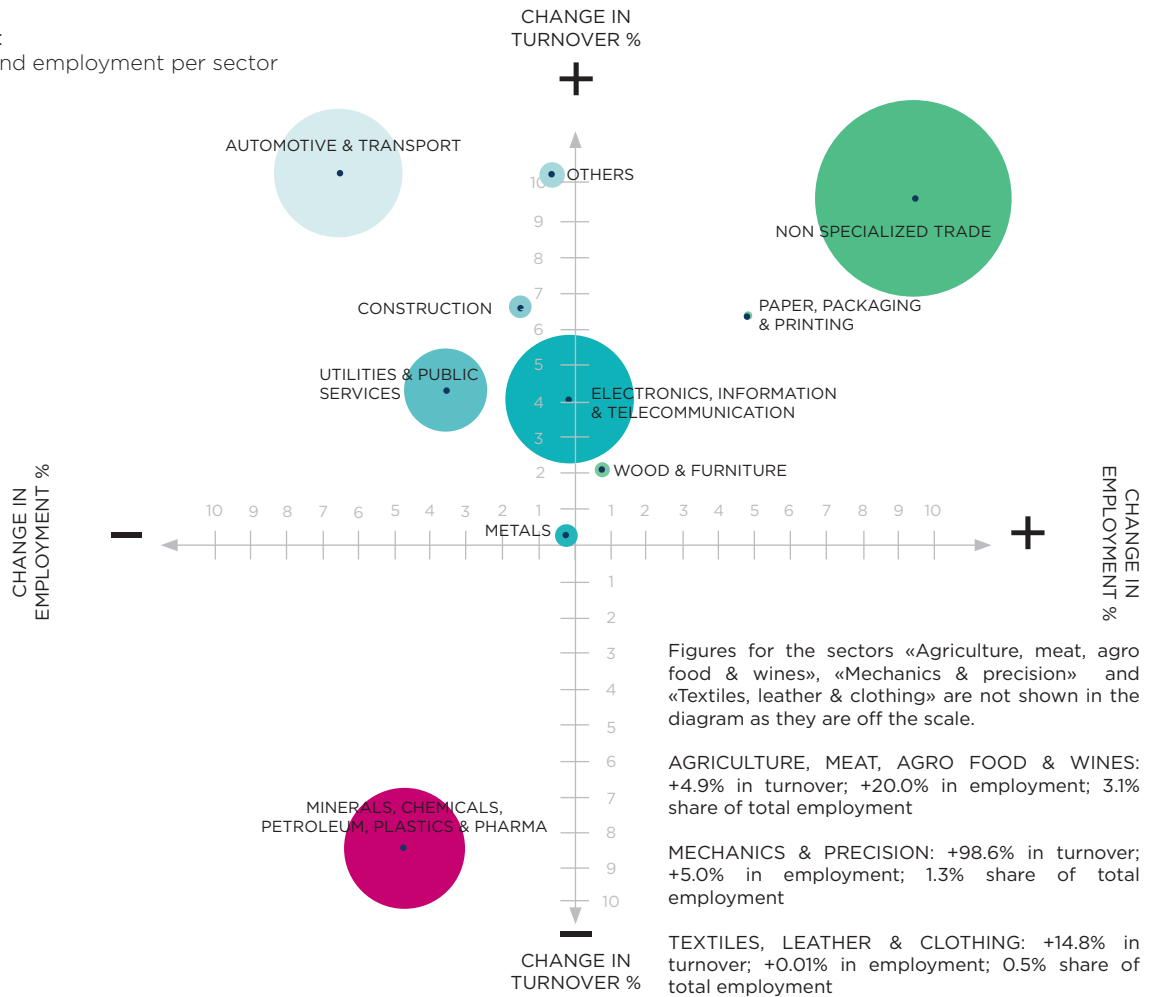 CHANGE IN
TURNOVER %
:
nd employment per sector
+
AUTOMOTIVE & TRANSPORT
OTHERS
NON SPECIALIZED TRADE
CONSTRUCTION
PAPER, PACKAGING
& PRINTING
UTILITIES & PUBLIC
SERVICES
ELECTRONICS, INFORMATION
& TELECOMMUNICATION
WOOD & FURNITURE
METALS
10
9
8
7
6
5
4
3
2
10 9 8 7 6 5 4 3 2 1 1 2 3 4 5 6 7 8 9 10
CHANGE IN
EMPLOYMENT %
−
+
CHANGE IN
EMPLOYMENT %
1
2
3
4
5
6
7
8
9
10
MINERALS, CHEMICALS,
PETROLEUM, PLASTICS & PHARMA
−
CHANGE IN
TURNOVER %
Figures for the sectors «Agriculture, meat, agro
food & wines», «Mechanics & precision» and
«Textiles, leather & clothing» are not shown in the
diagram as they are off the scale.
AGRICULTURE, MEAT, AGRO FOOD & WINES:
+4.9% in turnover; +20.0% in employment; 3.1%
share of total employment
MECHANICS & PRECISION: +98.6% in turnover;
+5.0% in employment; 1.3% share of total
employment
TEXTILES, LEATHER & CLOTHING: +14.8% in
turnover; +0.01% in employment; 0.5% share of
total employment